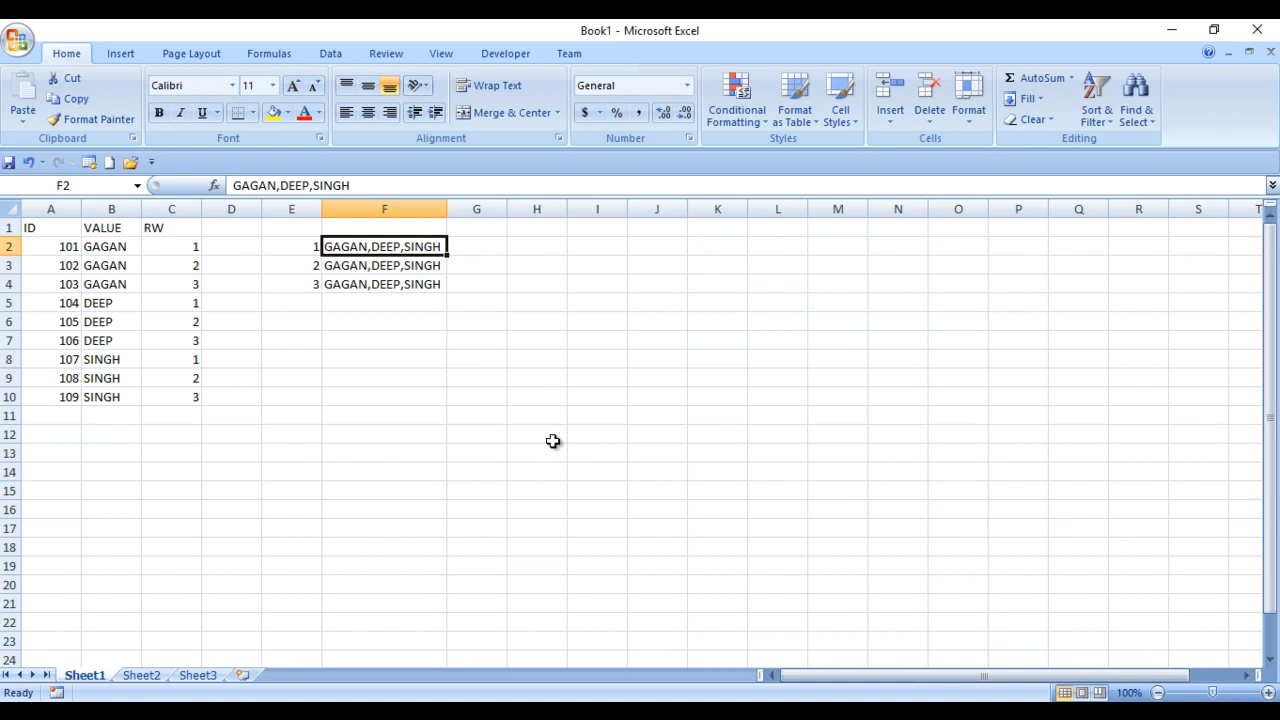 Book1 - Microsoft Excel
Home Insert Page Layout Formulas Data Review View Developer Team
Paste Cut Copy Format Painter Clipboard
Calibri 11 A A B I U A Font
Wrap Text Merge & Center Alignment
General $ % , Number
Conditional Formatting Format as Table Cell Styles Styles
Insert Delete Format Cells
AutoSum Fill Clear Sort & Filter Find & Select Editing
F2 fx GAGAN,DEEP,SINGH
A B C D E F G H I J K L M N O P Q R S T
1 ID VALUE RW
2 101 GAGAN 1 1 GAGAN,DEEP,SINGH
3 102 GAGAN 2 2 GAGAN,DEEP,SINGH
4 103 GAGAN 3 3 GAGAN,DEEP,SINGH
5 104 DEEP 1
6 105 DEEP 2
7 106 DEEP 3
8 107 SINGH 1
9 108 SINGH 2
10 109 SINGH 3
11
12
13
14
15
16
17
18
19
20
21
22
23
24
Sheet1 Sheet2 Sheet3
Ready 100%